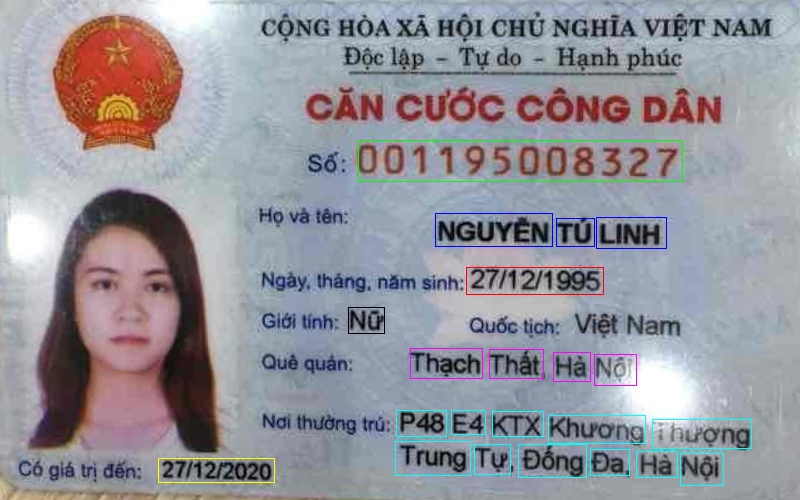 CỘNG HÒA XÃ HỘI CHỦ NGHĨA VIỆT NAM
Độc lập - Tự do - Hạnh phúc
CĂN CƯỚC CÔNG DÂN
Số: 001195008327
Họ và tên:
NGUYỄN TÚ LINH
Ngày, tháng, năm sinh: 27/12/1995
Giới tính: Nữ Quốc tịch: Việt Nam
Quê quán: Thạch Thất, Hà Nội
Nơi thường trú: P48 E4 KTX Khương Thượng
Trung Tự, Đống Đa, Hà Nội
Có giá trị đến: 27/12/2020